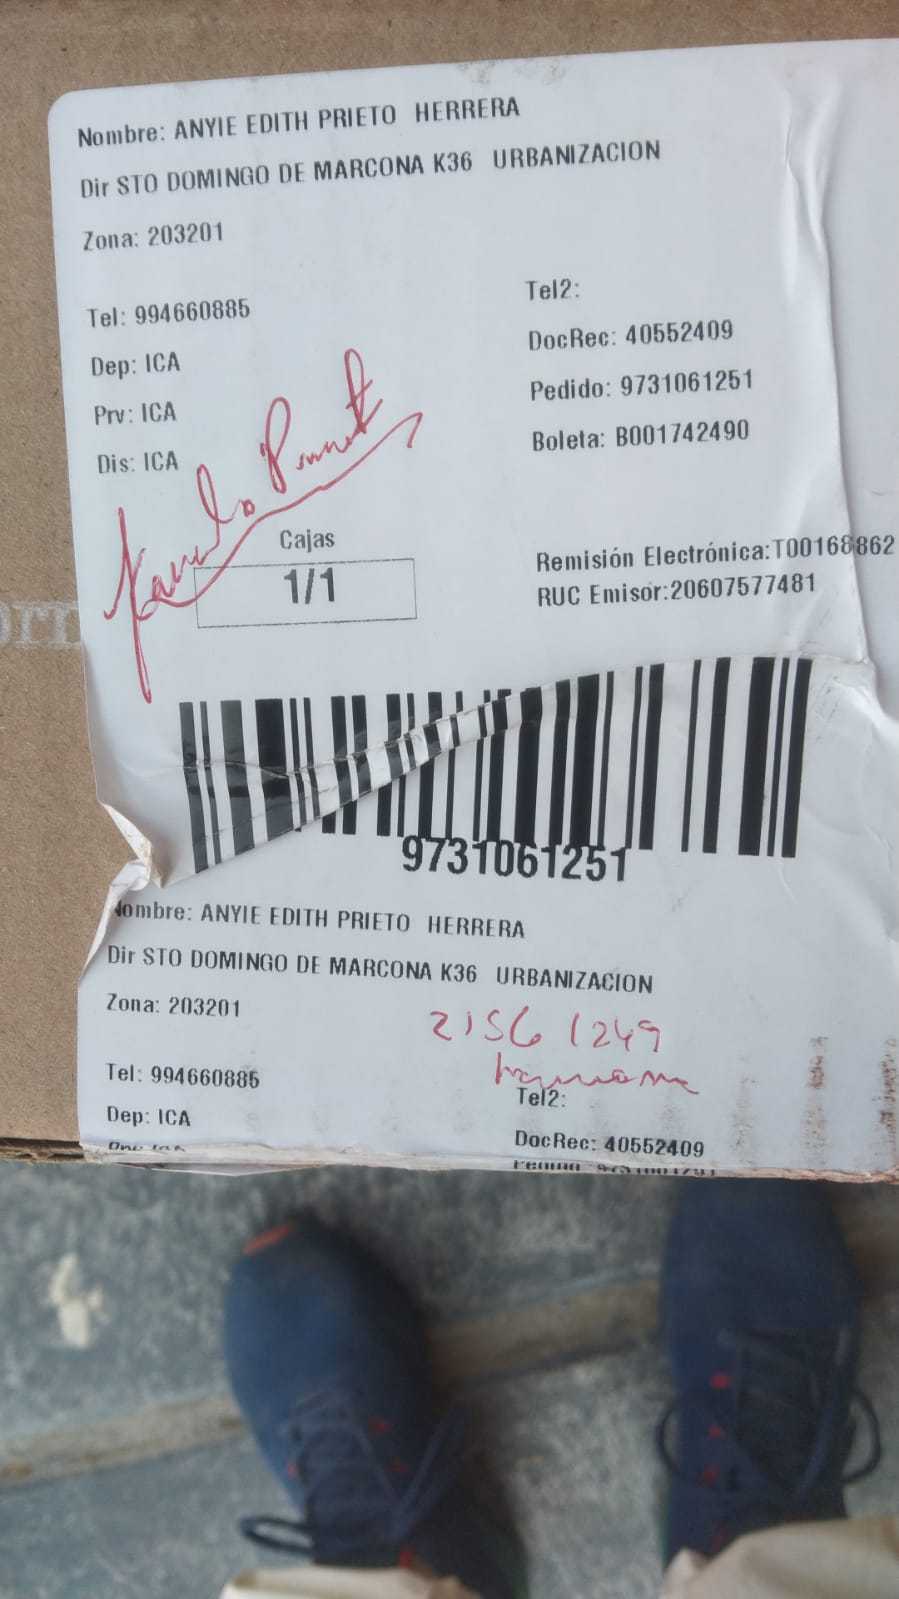 Nombre: ANYIE EDITH PRIETO HERRERA
Dir STO DOMINGO DE MARCONA K36 URBANIZACION
Zona: 203201
Tel: 994660885
Tel2:
Dep: ICA
DocRec: 40552409
Prv: ICA
Pedido: 9731061251
Dis: ICA
Boleta: B001742490
Cajas
1/1
Remisión Electrónica:T00168862
RUC Emisor:20607577481
9731061251
Nombre: ANYIE EDITH PRIETO HERRERA
Dir STO DOMINGO DE MARCONA K36 URBANIZACION
Zona: 203201
21561249
Tel: 994660885
Tel2:
Dep: ICA
DocRec: 40552409